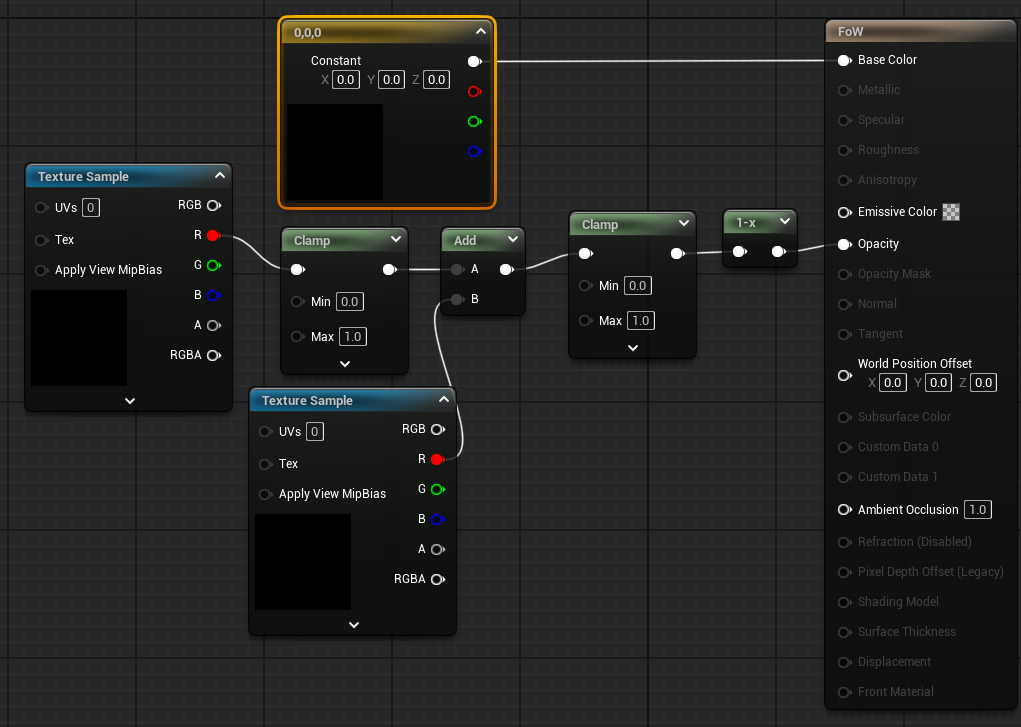 0,0,0
Constant
X 0.0 Y 0.0 Z 0.0
Texture Sample
UVs 0
Tex
Apply View MipBias
RGB
R
G
B
A
RGBA
Clamp
Min 0.0
Max 1.0
Add
A
B
Texture Sample
UVs 0
Tex
Apply View MipBias
RGB
R
G
B
A
RGBA
Clamp
Min 0.0
Max 1.0
1-x
FoW
Base Color
Metallic
Specular
Roughness
Anisotropy
Emissive Color
Opacity
Opacity Mask
Normal
Tangent
World Position Offset
X 0.0 Y 0.0 Z 0.0
Subsurface Color
Custom Data 0
Custom Data 1
Ambient Occlusion 1.0
Refraction (Disabled)
Pixel Depth Offset (Legacy)
Shading Model
Surface Thickness
Displacement
Front Material